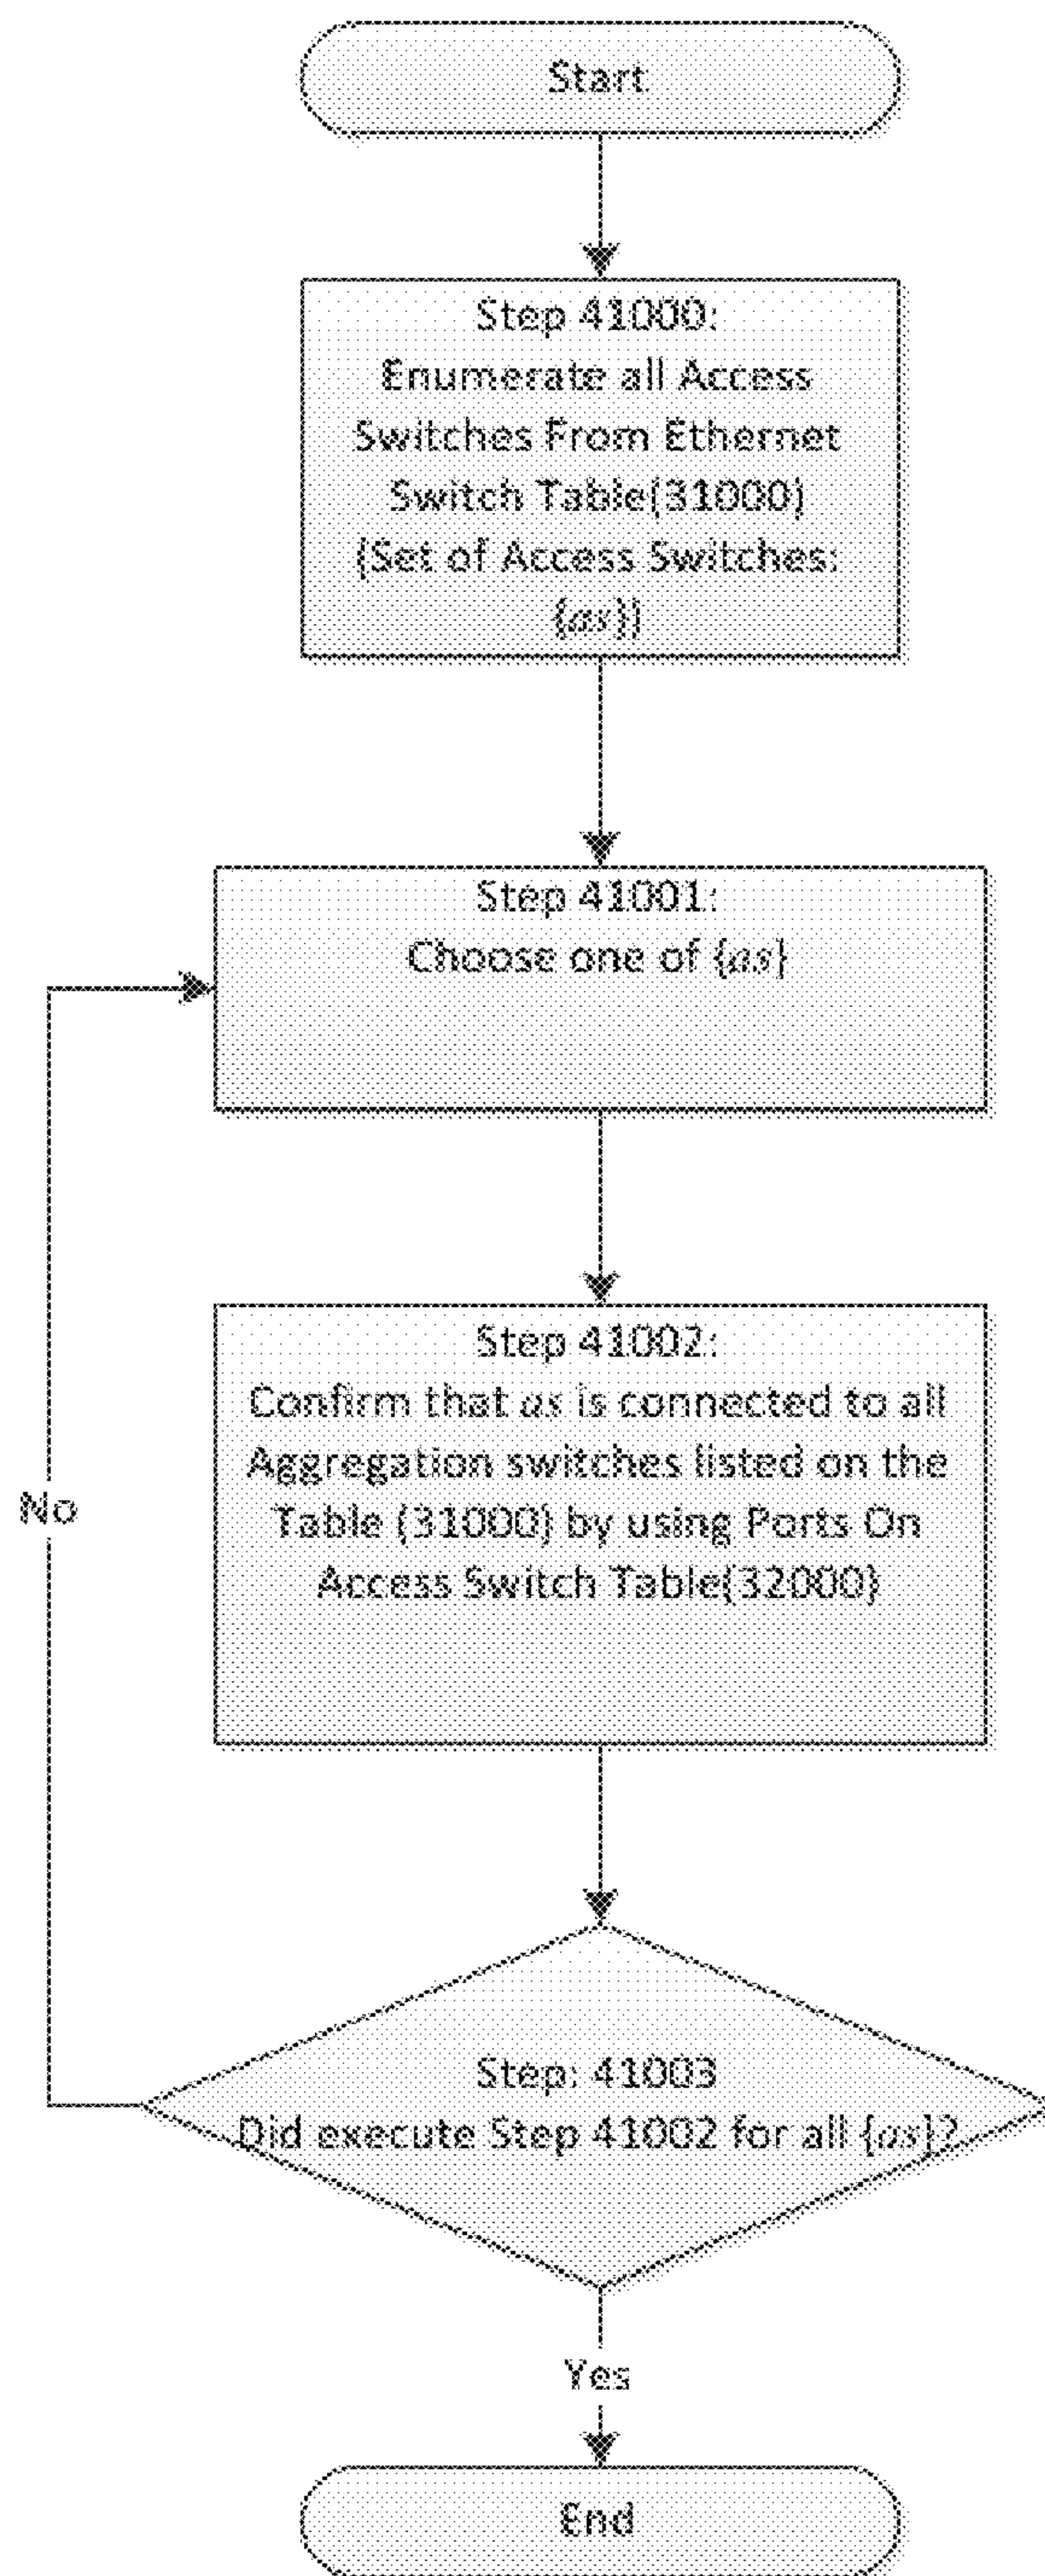 Start
Step 41000:
Enumerate all Access
Switches From Ethernet
Switch Table(31000)
(Set of Access Switches:
{as})
Step 41001:
Choose one of {as}
Step 41002:
Confirm that as is connected to all
Aggregation switches listed on the
Table (31000) by using Ports On
Access Switch Table(32000)
No
Step: 41003
Did execute Step 41002 for all {as}?
Yes
End